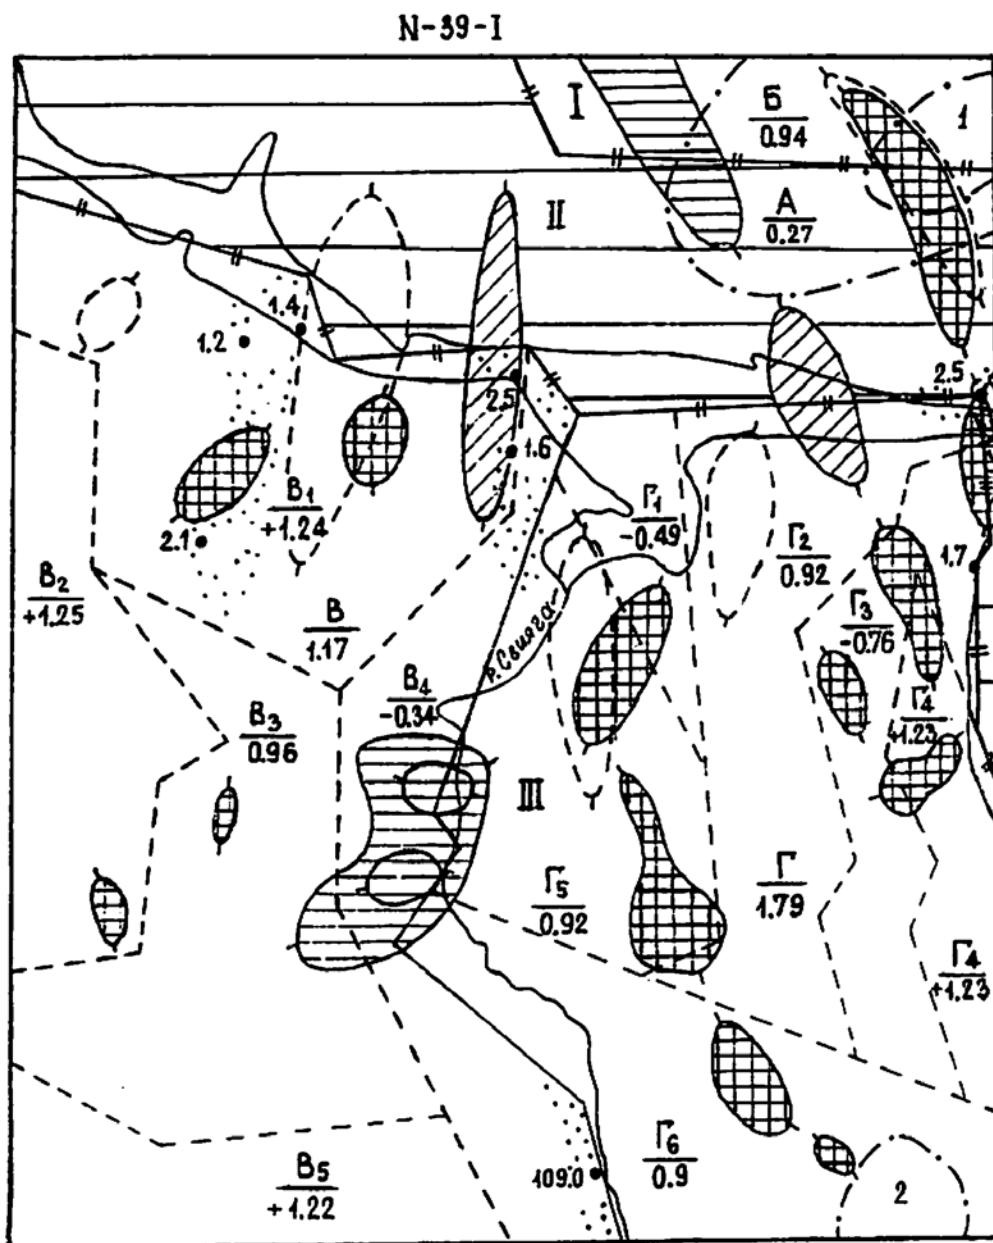 N-39-I
I
Б
0.94
1
II
А
0.27
1.4
1.2
2.5
2.5
1.6
В₁
+1.24
Г₁
-0.49
2.1
Г₂
0.92
1.7
В₂
+1.25
В
1.17
Г₃
-0.76
р. Свияга
В₄
-0.34
Г₄
+1.23
В₃
0.96
III
Г₅
0.92
Г
1.79
Г₄
+1.23
109.0
Г₆
0.9
В₅
+1.22
2